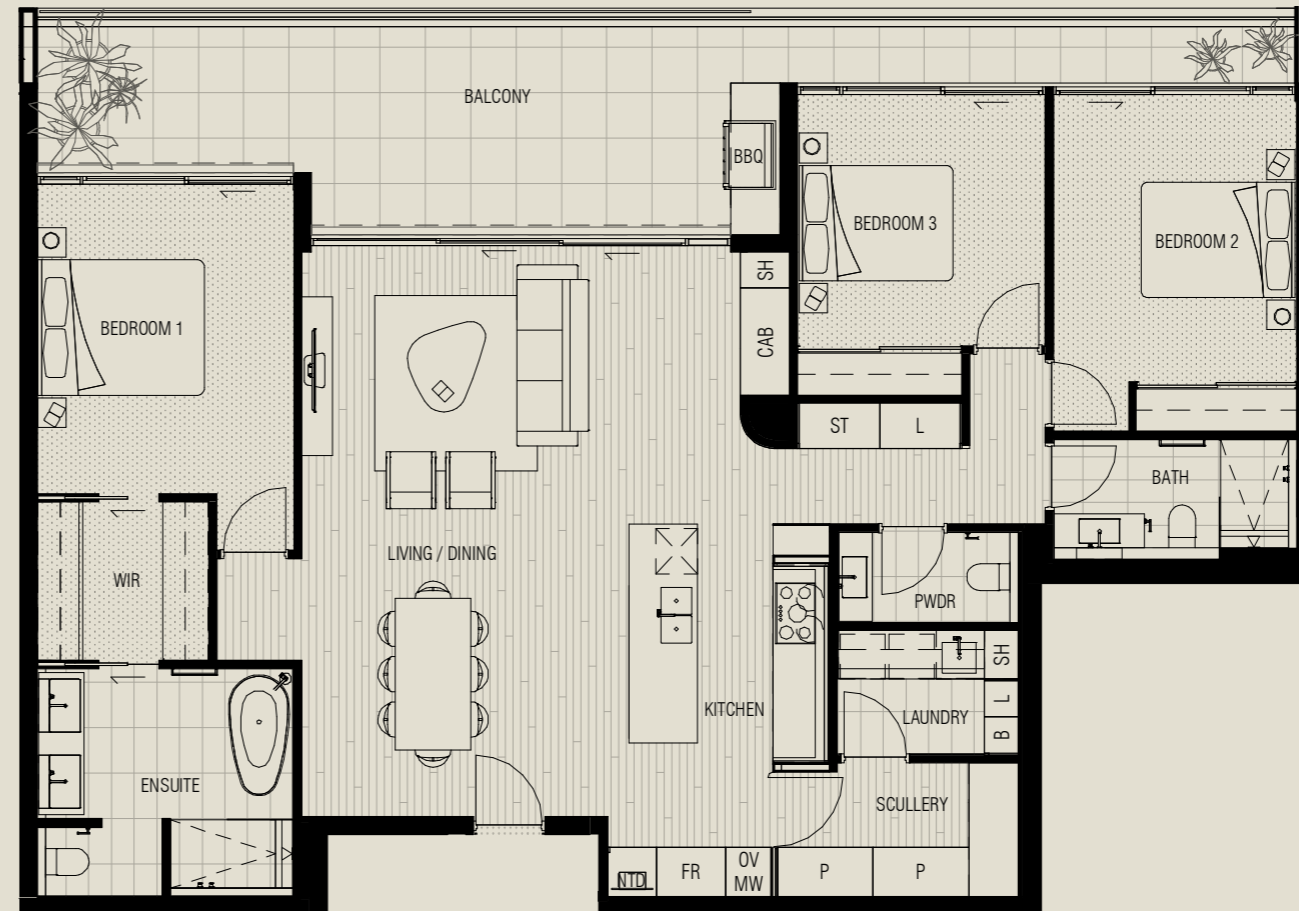 BALCONY
BBQ
BEDROOM 3
BEDROOM 2
SH
CAB
BEDROOM 1
ST
L
BATH
LIVING / DINING
WIR
PWDR
SH
L
B
KITCHEN
LAUNDRY
ENSUITE
SCULLERY
NTD
FR
OV
MW
P
P